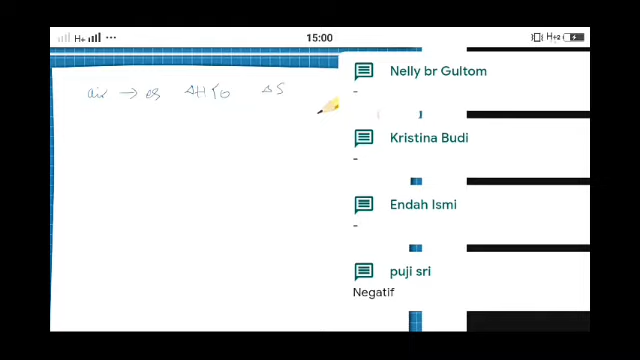 H+ ... 15:00
air → es ΔH < 0 ΔS
Nelly br Gultom
-
Kristina Budi
-
Endah Ismi
-
puji sri
Negatif